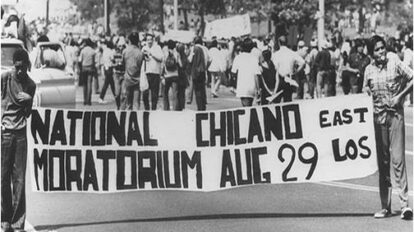 NATIONAL CHICANO EAST
MORATORIUM AUG 29 LOS